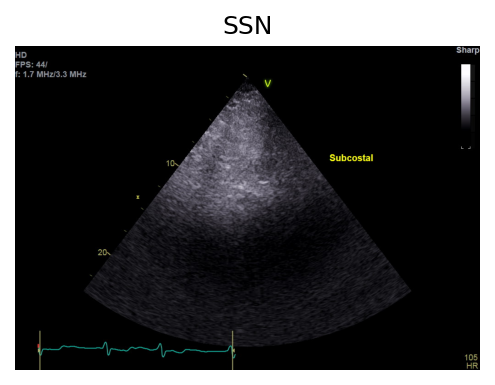 SSN
HD
Sharp
FPS: 44/
f: 1.7 MHz/3.3 MHz
V
Subcostal
10
x
20
105
HR